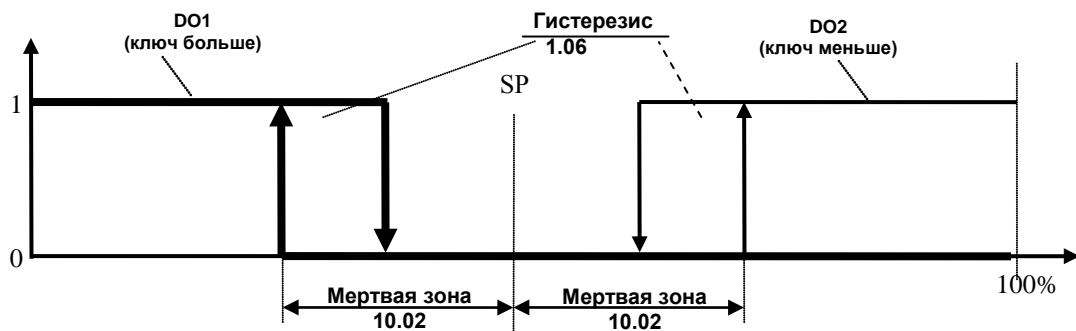 DO1
(ключ больше)
Гистерезис
1.06
DO2
(ключ меньше)
SP
1
0
100%
Мертвая зона
10.02
Мертвая зона
10.02